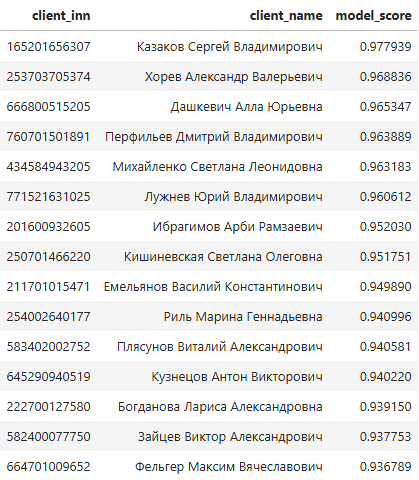 client_inn client_name model_score
165201656307 Казаков Сергей Владимирович 0.977939
253703705374 Хорев Александр Валерьевич 0.968836
666800515205 Дашкевич Алла Юрьевна 0.965347
760701501891 Перфильев Дмитрий Владимирович 0.963889
434584943205 Михайленко Светлана Леонидовна 0.963183
771521631025 Лужнев Юрий Владимирович 0.960612
201600932605 Ибрагимов Арби Рамзаевич 0.952030
250701466220 Кишиневская Светлана Олеговна 0.951751
211701015471 Емельянов Василий Константинович 0.949890
254002640177 Риль Марина Геннадьевна 0.940996
583402002752 Плясунов Виталий Александрович 0.940581
645290940519 Кузнецов Антон Викторович 0.940220
222700127580 Богданова Лариса Александровна 0.939150
582400077750 Зайцев Виктор Александрович 0.937753
664701009652 Фельгер Максим Вячеславович 0.936789